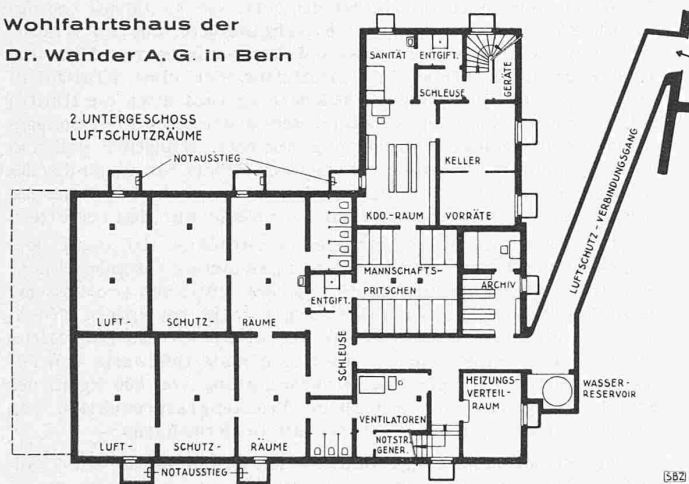 Wohlfahrtshaus der
Dr. Wander A. G. in Bern
2.UNTERGESCHOSS
LUFTSCHUTZRÄUME
NOTAUSSTIEG
SANITÄT
ENTGIFT.
SCHLEUSE
GERÄTE
KELLER
KDO.-RAUM
VORRÄTE
LUFTSCHUTZ-VERBINDUNGSGANG
MANNSCHAFTS-
PRITSCHEN
ARCHIV
ENTGIFT.
LUFT-
SCHUTZ-
RÄUME
SCHLEUSE
HEIZUNGS-
VERTEIL-
RAUM
WASSER-
RESERVOIR
VENTILATOREN
NOTSTR.
GENER.
LUFT-
SCHUTZ-
RÄUME
NOTAUSSTIEG
SBZ